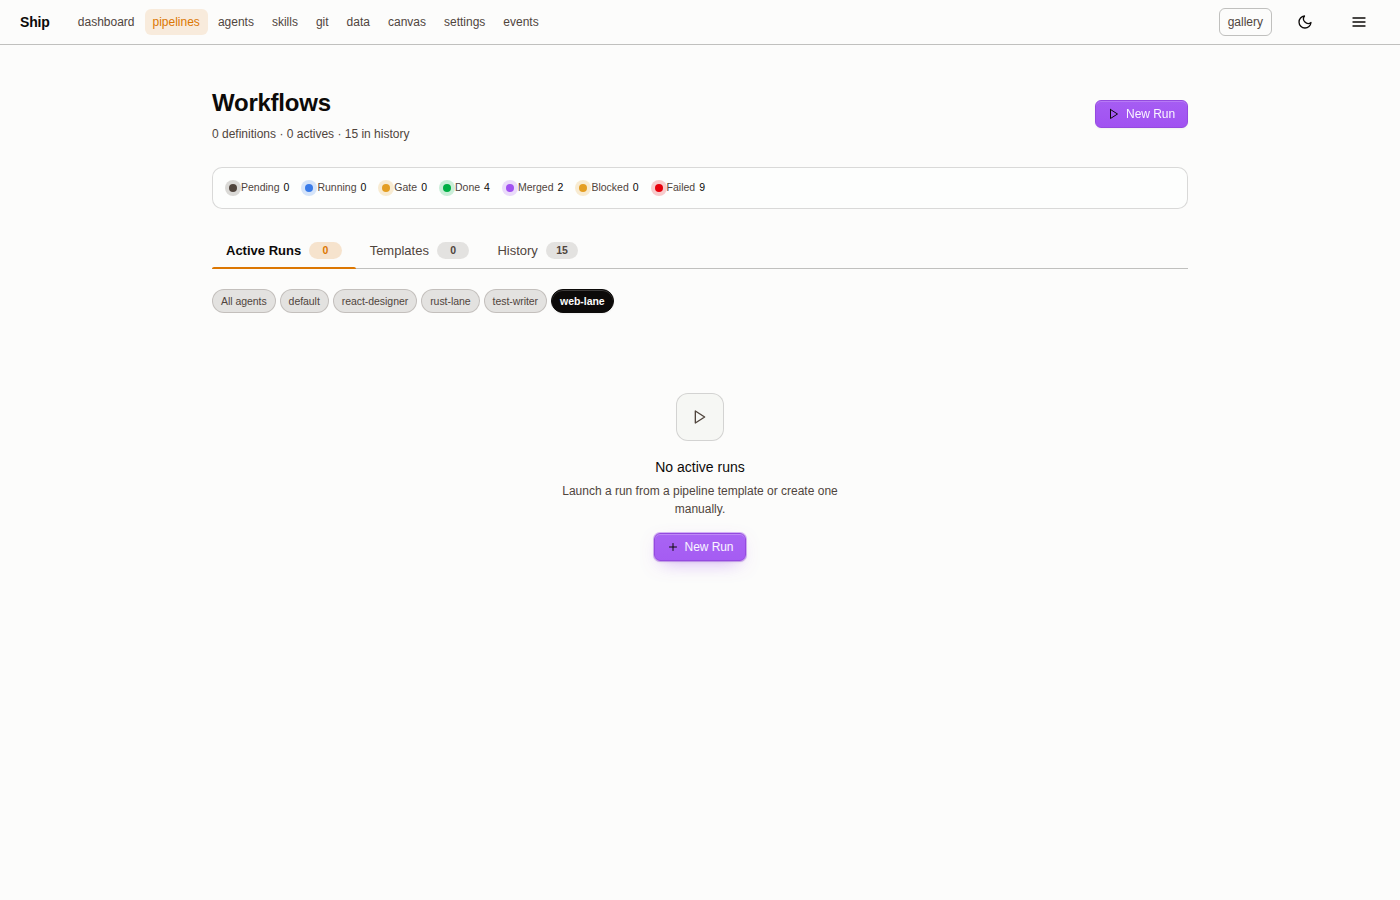 Ship dashboard pipelines agents skills git data canvas settings events gallery
Workflows
0 definitions · 0 actives · 15 in history
New Run
Pending 0 Running 0 Gate 0 Done 4 Merged 2 Blocked 0 Failed 9
Active Runs 0 Templates 0 History 15
All agents default react-designer rust-lane test-writer web-lane
No active runs
Launch a run from a pipeline template or create one
manually.
New Run